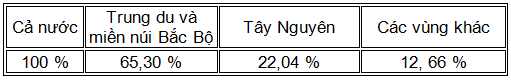 Cả nước | Trung du và miền núi Bắc Bộ | Tây Nguyên | Các vùng khác
100 % | 65,30 % | 22,04 % | 12, 66 %